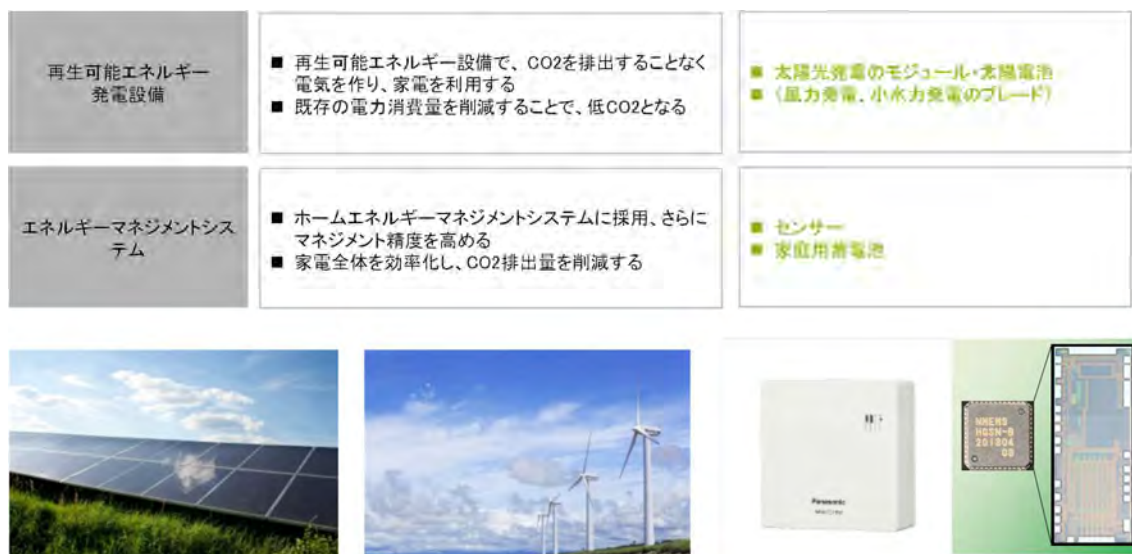 再生可能エネルギー
発電設備
■ 再生可能エネルギー設備で、CO2を排出することなく
電気を作り、家電を利用する
■ 既存の電力消費量を削減することで、低CO2となる
■ 太陽光発電のモジュール・太陽電池
■ (風力発電、小水力発電のブレード)
エネルギーマネジメントシス
テム
■ ホームエネルギーマネジメントシステムに採用、さらに
マネジメント精度を高める
■ 家電全体を効率化し、CO2排出量を削減する
■ センサー
■ 家庭用蓄電池
Panasonic
NMEMS
HGSN-B
201804